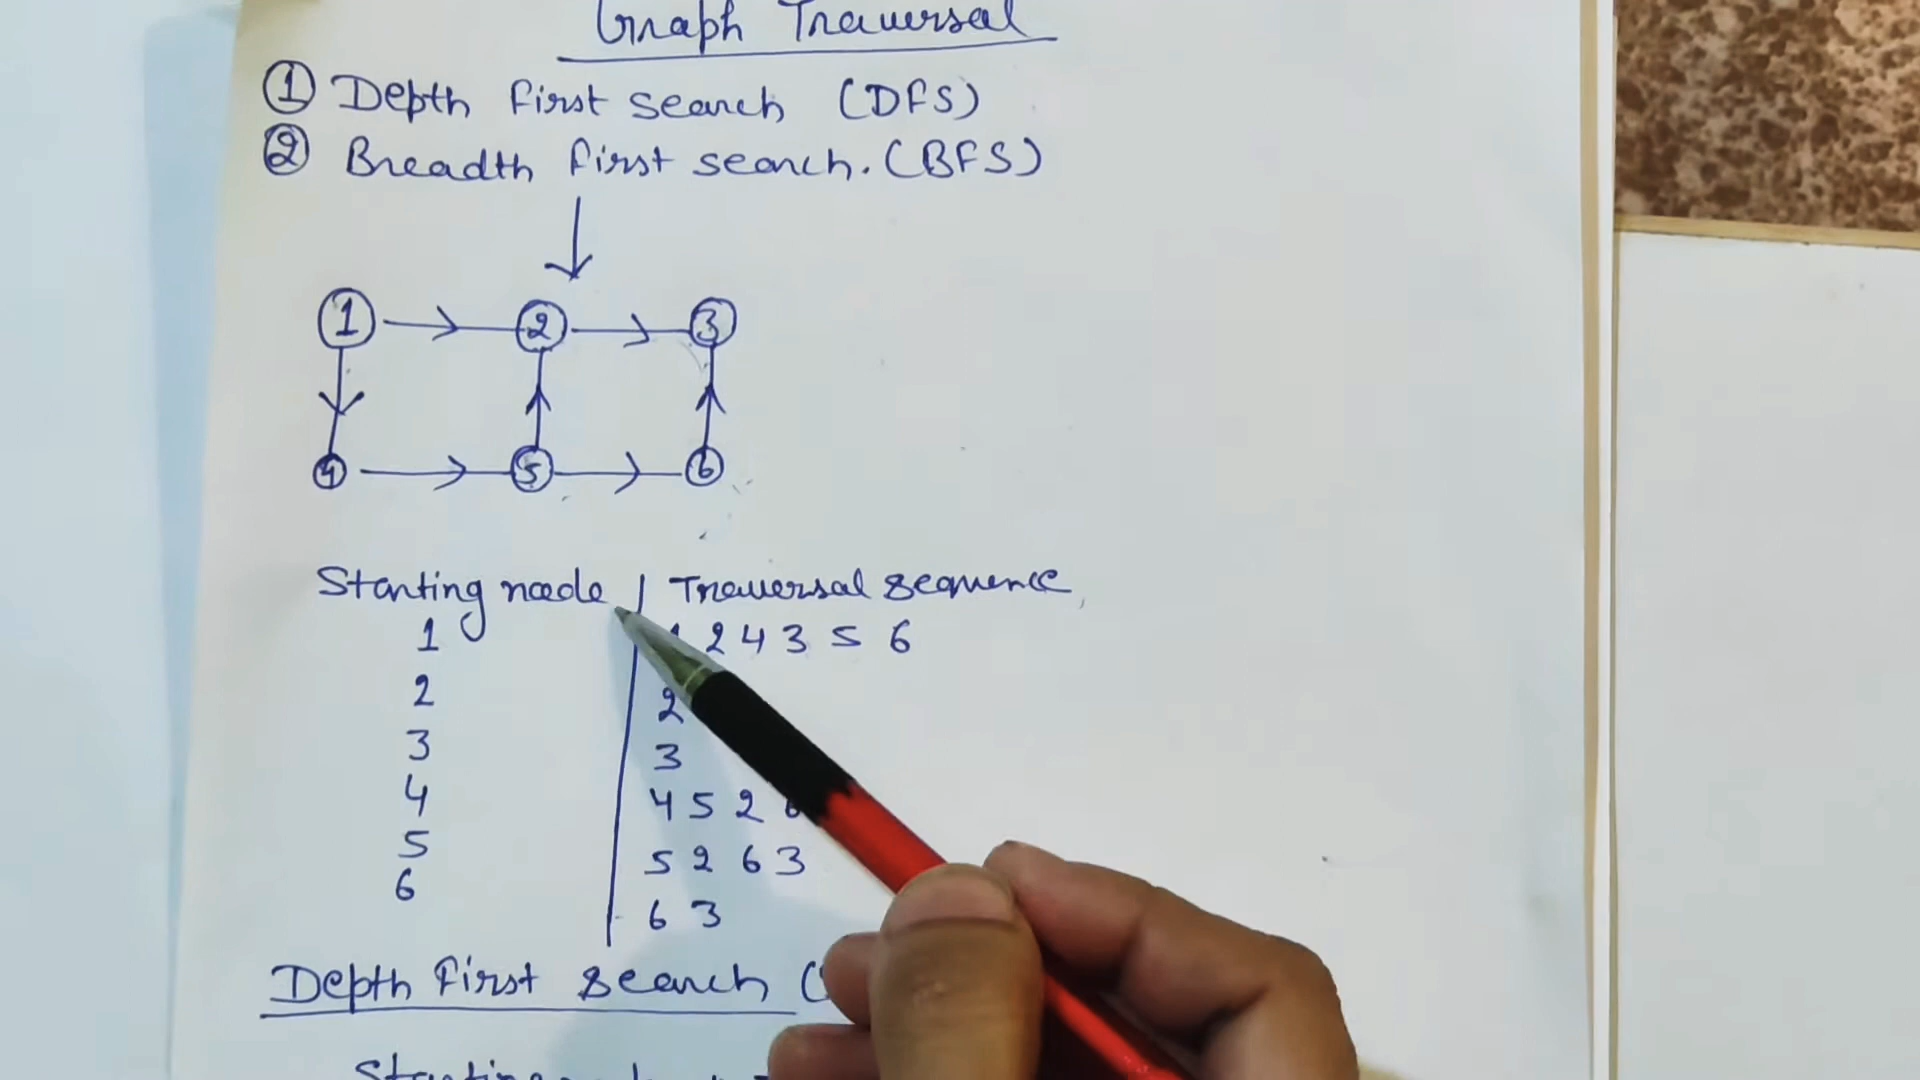 Graph Traversal
① Depth first search (DFS)
② Breadth first search. (BFS)
1 2 3
4 5 6
Starting node | Traversal sequence
1 2 4 3 5 6
2 2
3 3
4 4 5 2
5 5 2 6 3
6 6 3
Depth first search (
Starting